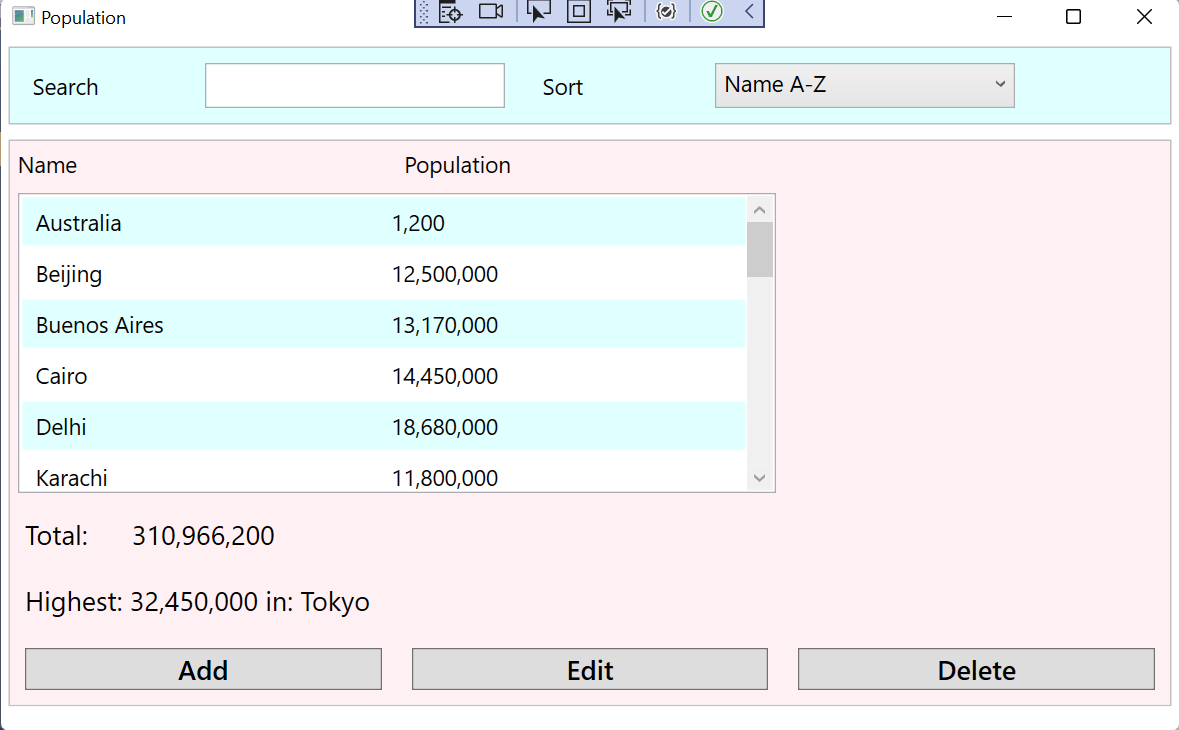 Population
Search Sort Name A-Z
Name Population
Australia 1,200
Beijing 12,500,000
Buenos Aires 13,170,000
Cairo 14,450,000
Delhi 18,680,000
Karachi 11,800,000
Total: 310,966,200
Highest: 32,450,000 in: Tokyo
Add Edit Delete